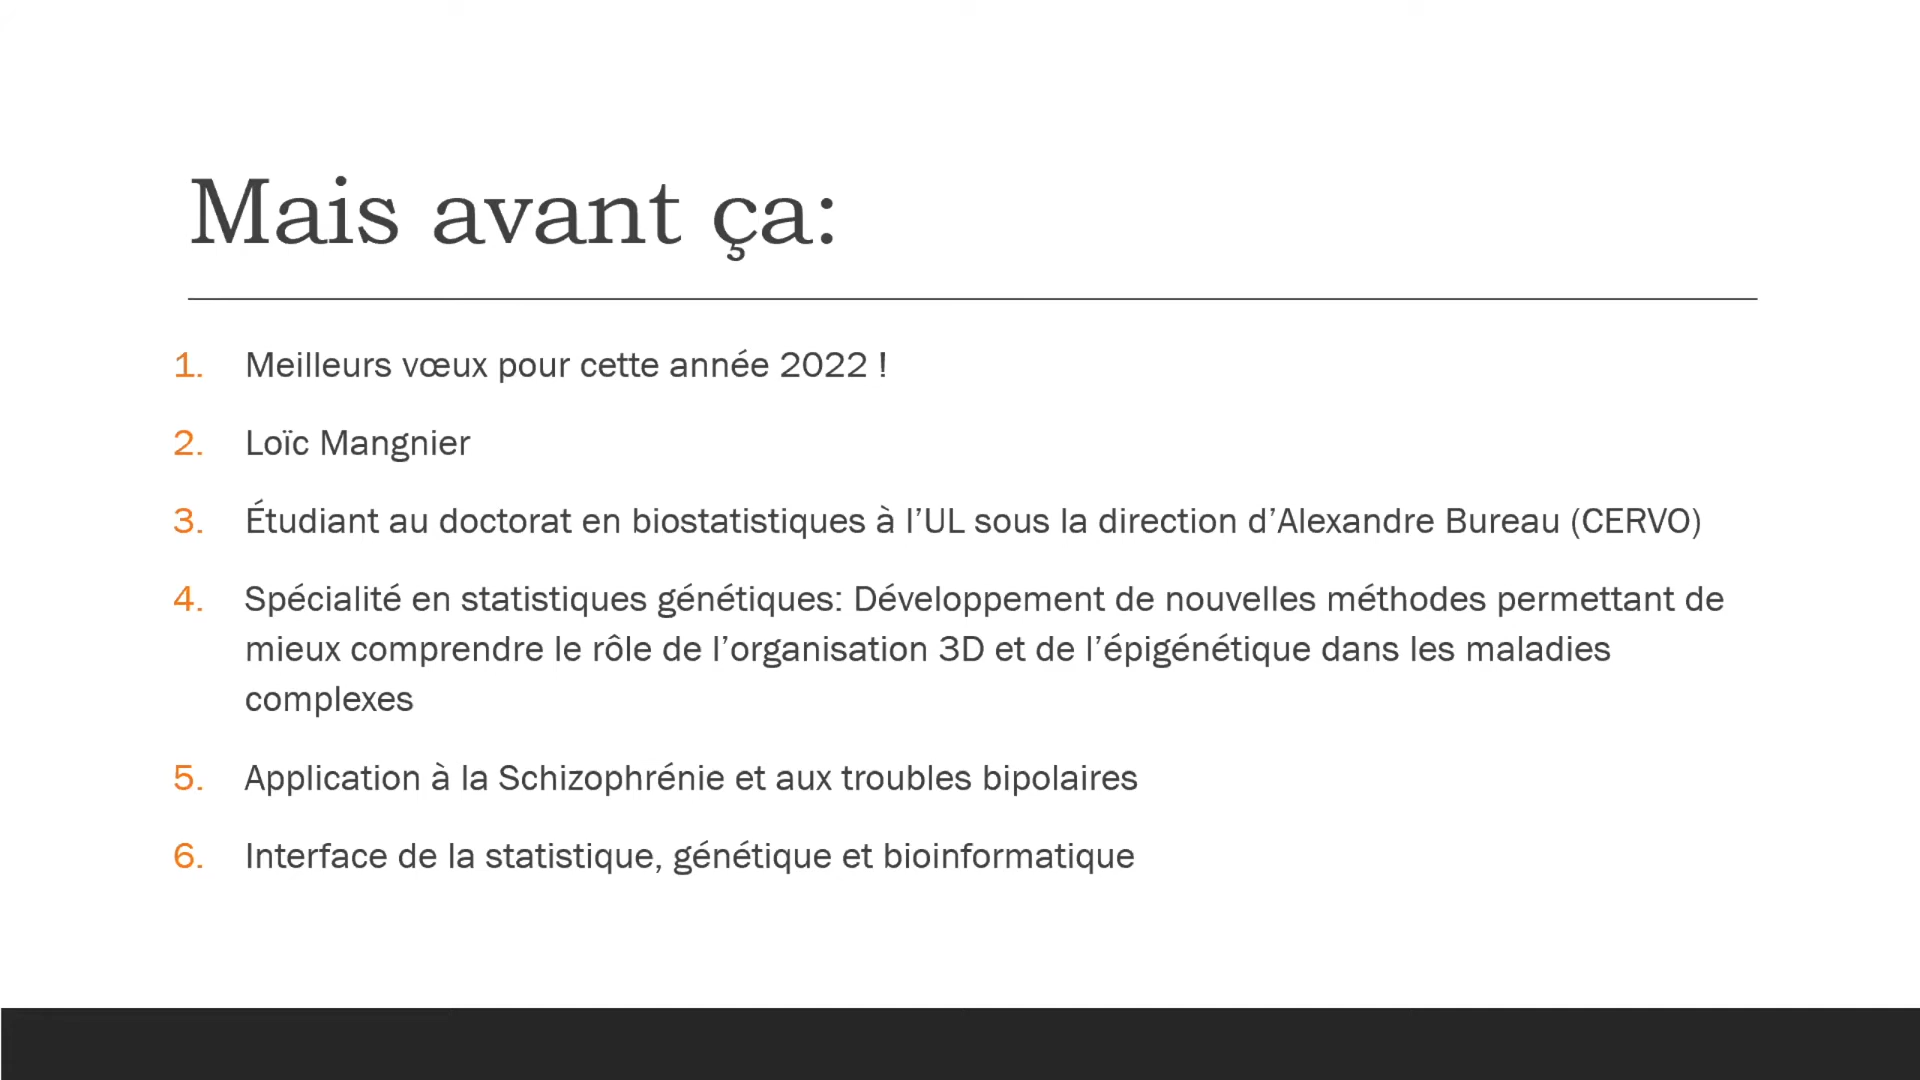 Mais avant ça:
1. Meilleurs vœux pour cette année 2022 !
2. Loïc Mangnier
3. Étudiant au doctorat en biostatistiques à l’UL sous la direction d’Alexandre Bureau (CERVO)
4. Spécialité en statistiques génétiques: Développement de nouvelles méthodes permettant de
mieux comprendre le rôle de l’organisation 3D et de l’épigénétique dans les maladies
complexes
5. Application à la Schizophrénie et aux troubles bipolaires
6. Interface de la statistique, génétique et bioinformatique